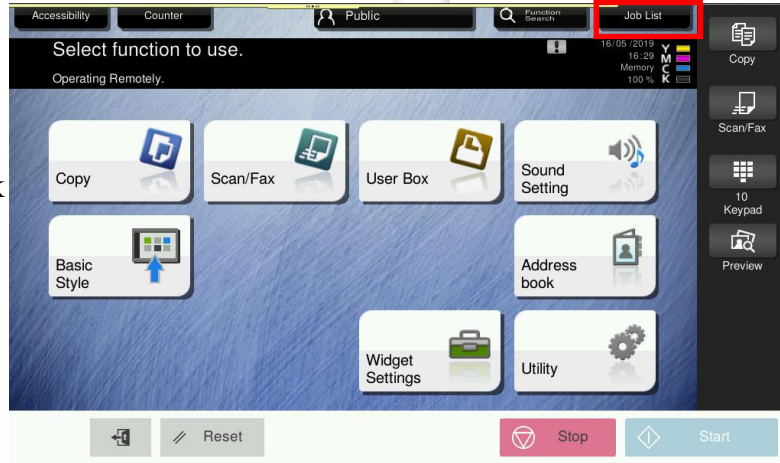 Accessibility
Counter
Public
Function
Search
Job List
Select function to use.
Operating Remotely.
16/05 /2019
16:29
Memory
100 %
Y
M
C
K
Copy
Scan/Fax
10
Keypad
Preview
Copy
Scan/Fax
User Box
Sound
Setting
Basic
Style
Address
book
Widget
Settings
Utility
Reset
Stop
Start